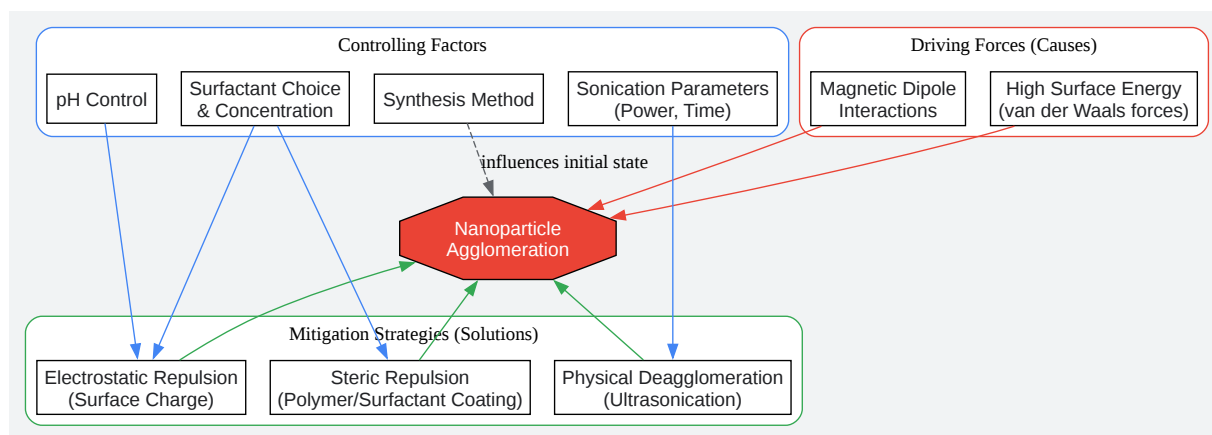 Controlling Factors
pH Control
Surfactant Choice
& Concentration
Synthesis Method
Sonication Parameters
(Power, Time)
Driving Forces (Causes)
Magnetic Dipole
Interactions
High Surface Energy
(van der Waals forces)
influences initial state
Nanoparticle
Agglomeration
Mitigation Strategies (Solutions)
Electrostatic Repulsion
(Surface Charge)
Steric Repulsion
(Polymer/Surfactant Coating)
Physical Deagglomeration
(Ultrasonication)